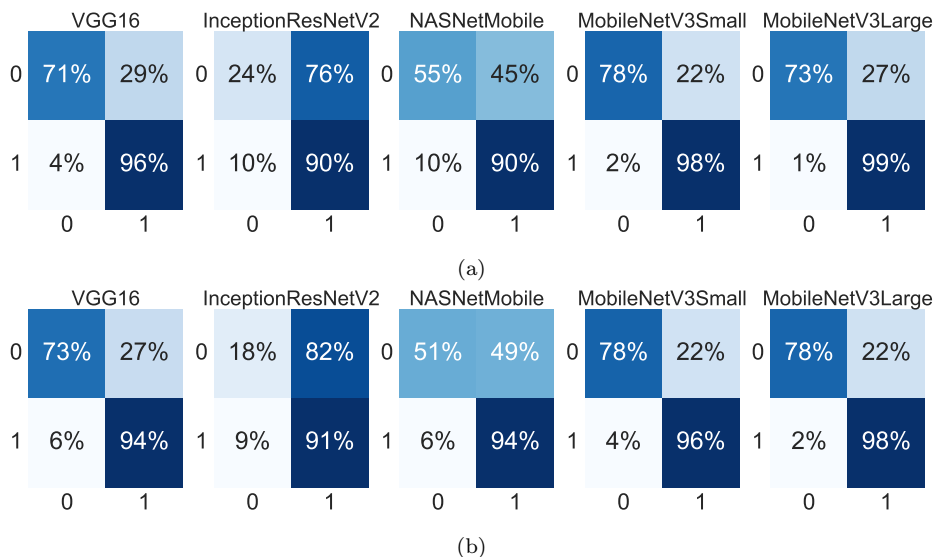 VGG16 InceptionResNetV2 NASNetMobile MobileNetV3Small MobileNetV3Large
0 71% 29% 0 24% 76% 0 55% 45% 0 78% 22% 0 73% 27%
1 4% 96% 1 10% 90% 1 10% 90% 1 2% 98% 1 1% 99%
0 1 0 1 0 1 0 1 0 1
(a)
VGG16 InceptionResNetV2 NASNetMobile MobileNetV3Small MobileNetV3Large
0 73% 27% 0 18% 82% 0 51% 49% 0 78% 22% 0 78% 22%
1 6% 94% 1 9% 91% 1 6% 94% 1 4% 96% 1 2% 98%
0 1 0 1 0 1 0 1 0 1
(b)